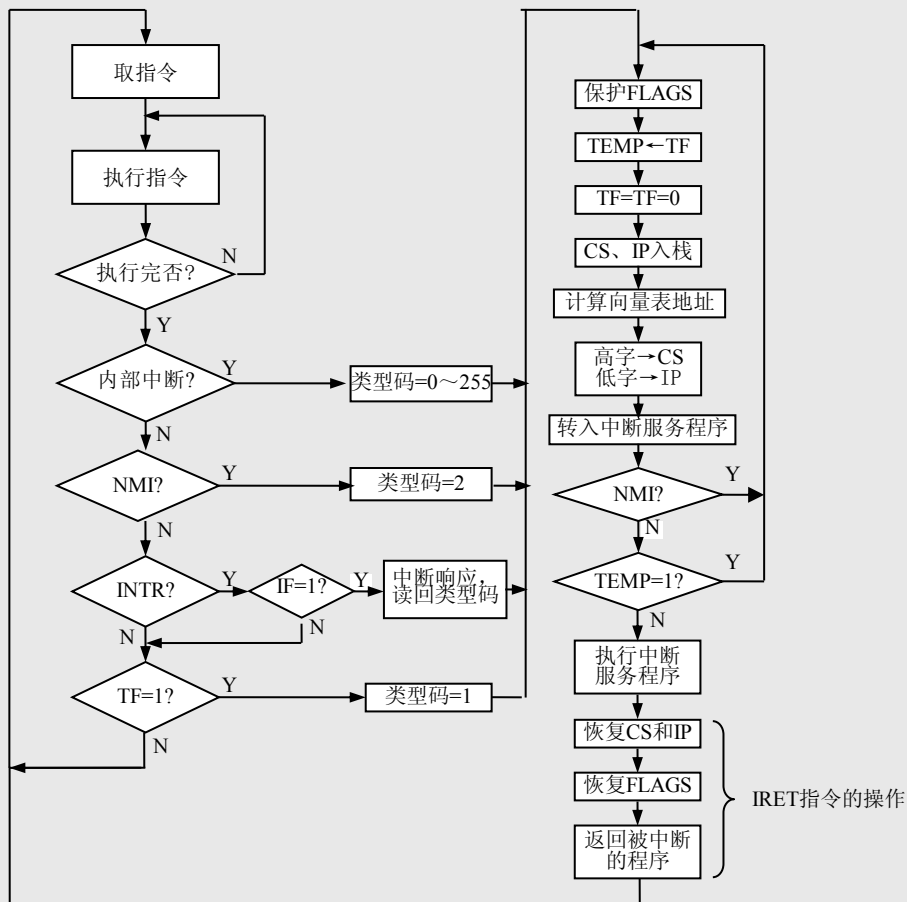 取指令
执行指令
执行完否?
N
Y
内部中断?
Y
类型码=0～255
N
NMI?
Y
类型码=2
N
INTR?
Y
IF=1?
Y
中断响应,
读回类型码
N
N
TF=1?
Y
类型码=1
N
保护FLAGS
TEMP←TF
TF=TF=0
CS、IP入栈
计算向量表地址
高字→CS
低字→IP
转入中断服务程序
NMI?
Y
N
TEMP=1?
Y
N
执行中断
服务程序
恢复CS和IP
恢复FLAGS
返回被中断
的程序
IRET指令的操作